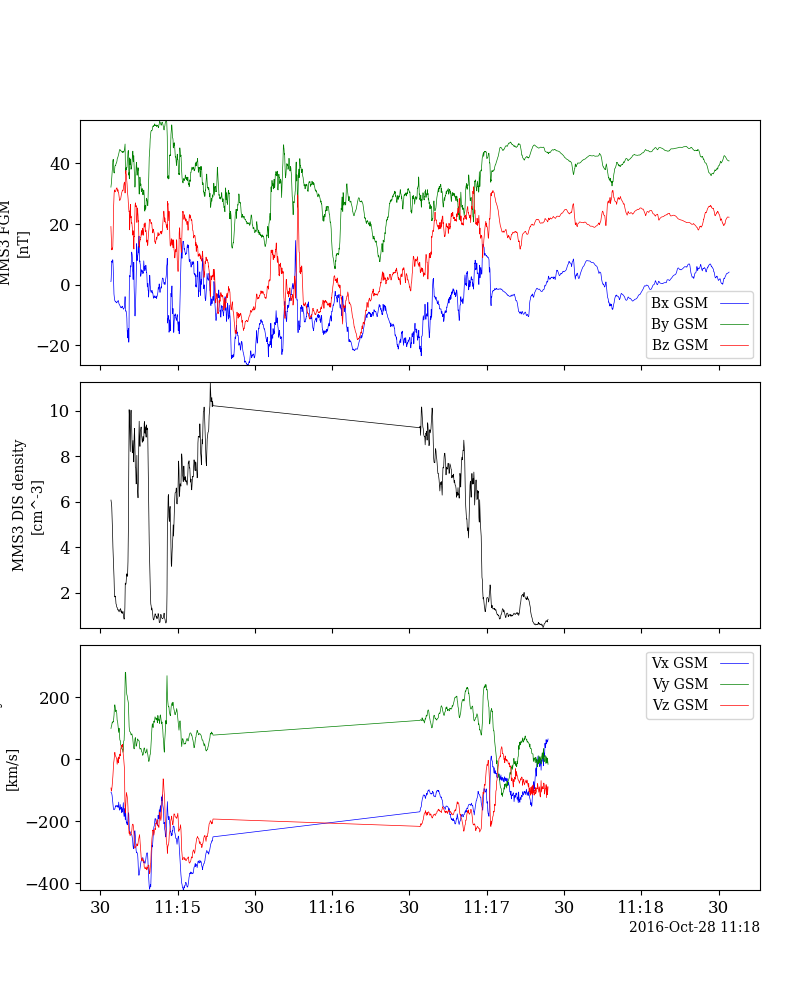 40
20
0
−20
MMS3 FGM
[nT]
Bx GSM
By GSM
Bz GSM
10
8
6
4
2
MMS3 DIS density
[cm^-3]
200
0
−200
−400
[km/s]
Vx GSM
Vy GSM
Vz GSM
30
11:15
30
11:16
30
11:17
30
11:18
30
2016-Oct-28 11:18